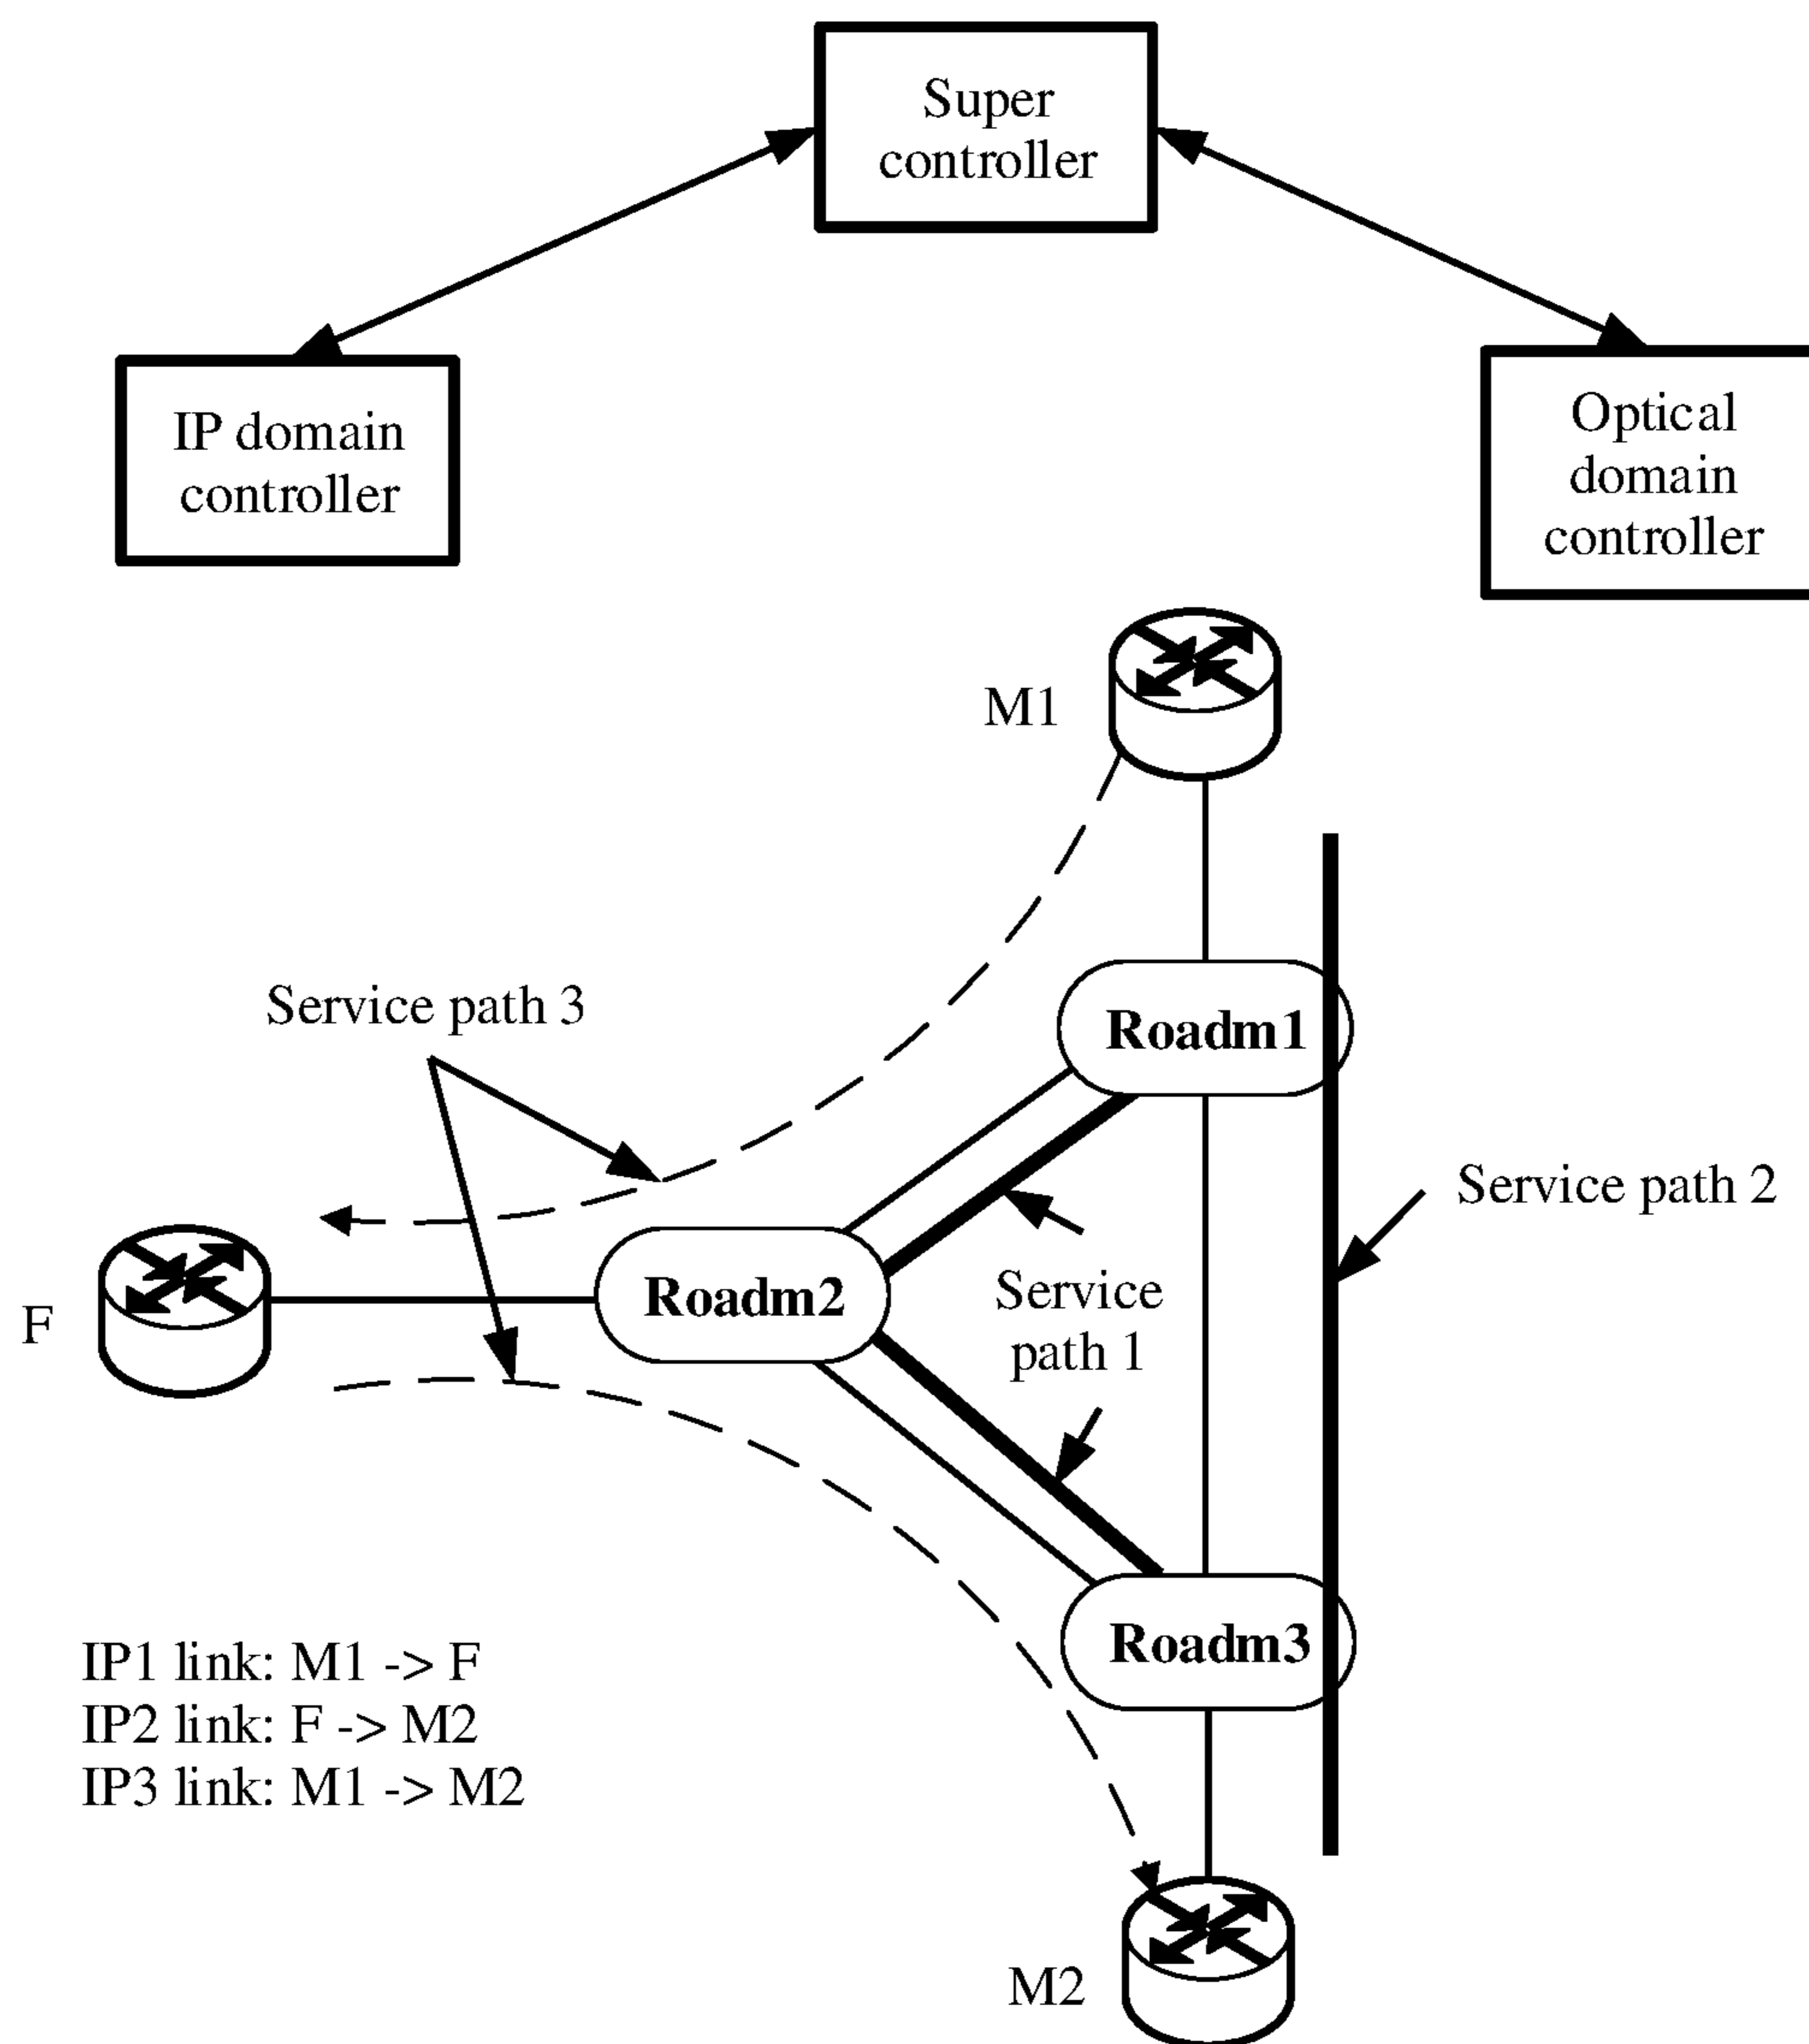 Super
controller
IP domain
controller
Optical
domain
controller
M1
Service path 3
Roadm1
Service path 2
Roadm2
Service
path 1
F
Roadm3
IP1 link: M1 -> F
IP2 link: F -> M2
IP3 link: M1 -> M2
M2